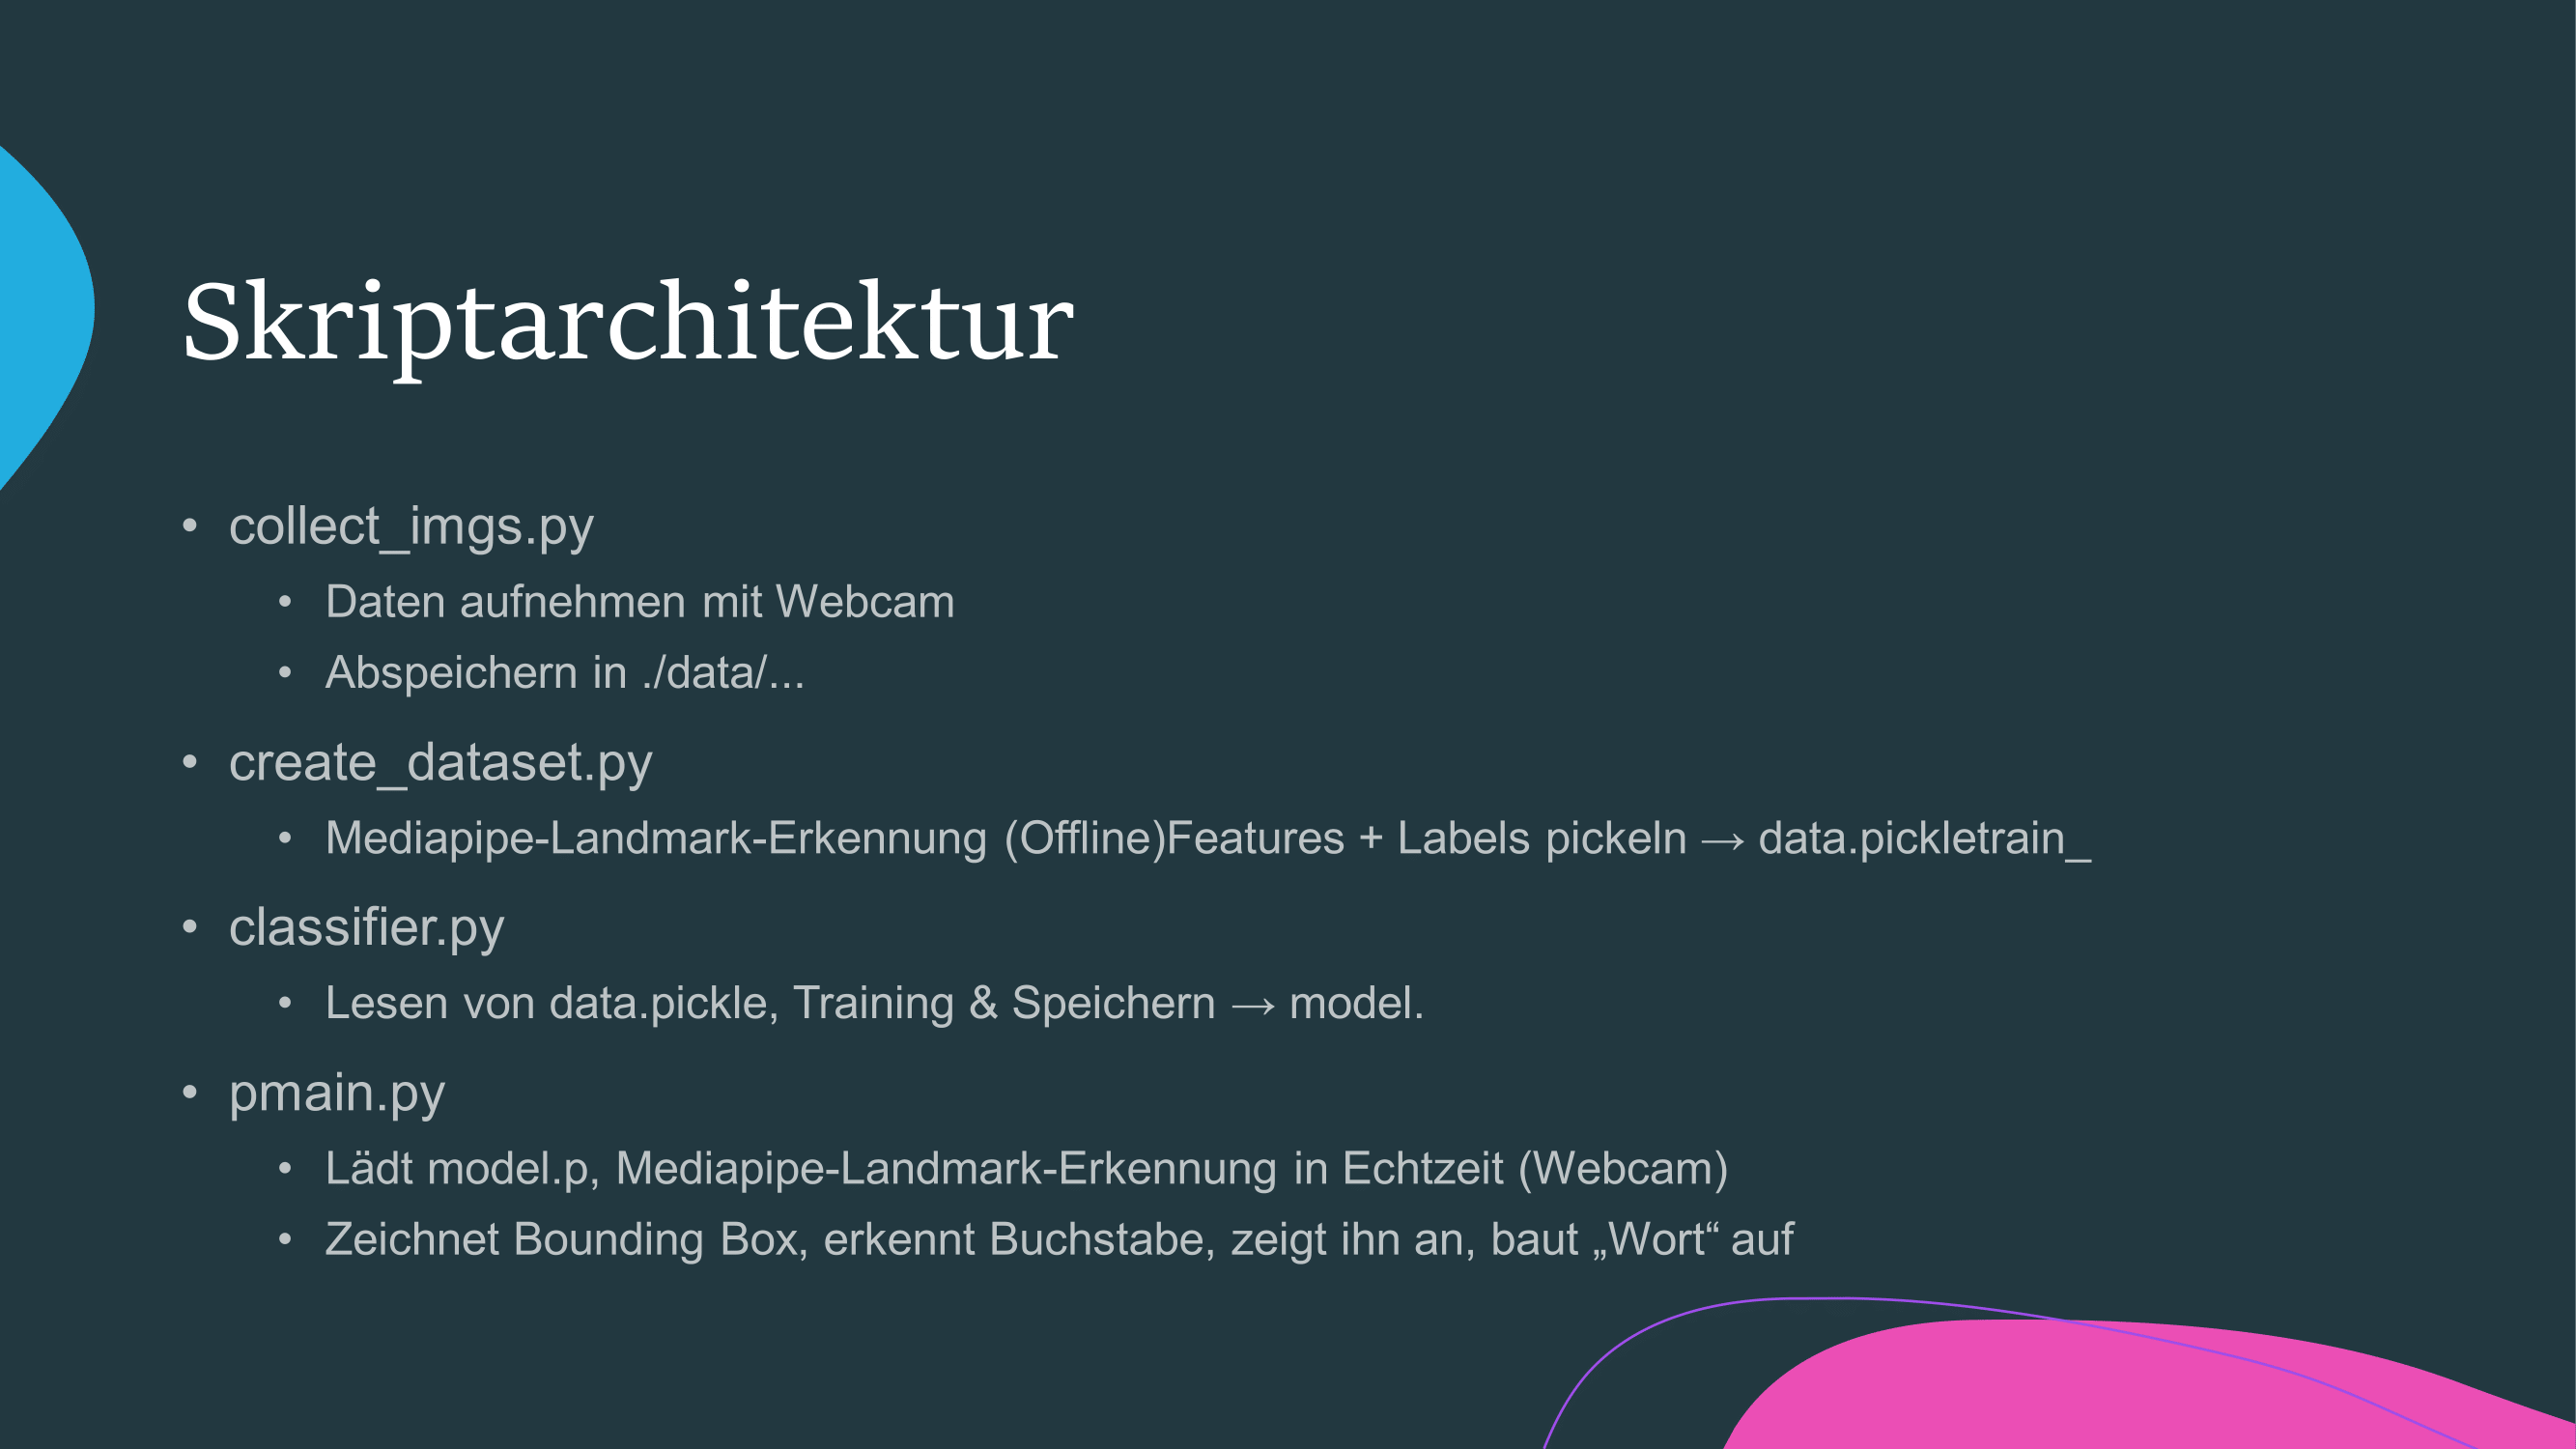 Skriptarchitektur
• collect_imgs.py
• Daten aufnehmen mit Webcam
• Abspeichern in ./data/...
• create_dataset.py
• Mediapipe-Landmark-Erkennung (Offline)Features + Labels pickeln → data.pickletrain_
• classifier.py
• Lesen von data.pickle, Training & Speichern → model.
• pmain.py
• Lädt model.p, Mediapipe-Landmark-Erkennung in Echtzeit (Webcam)
• Zeichnet Bounding Box, erkennt Buchstabe, zeigt ihn an, baut „Wort“ auf